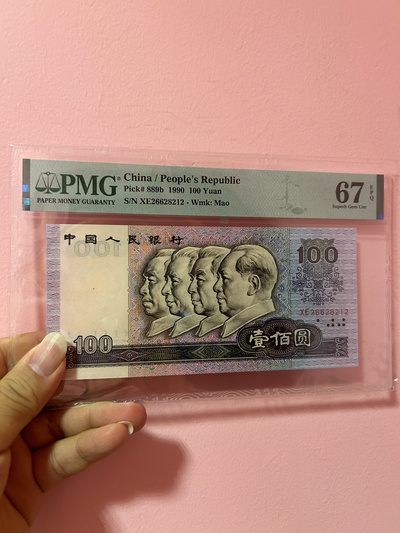 PMG®
PAPER MONEY GUARANTY
China / People's Republic
Pick# 889b 1990 100 Yuan
S/N XE26628212 - Wmk: Mao
67 EPQ
Superb Gem Unc
中国人民银行
100
XE26628212
100
壹佰圆